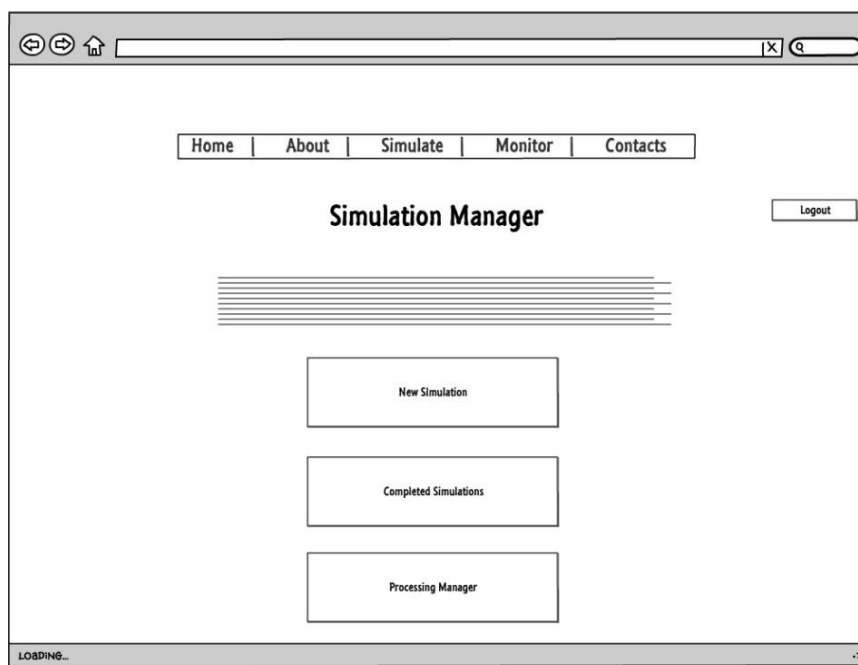 Home | About | Simulate | Monitor | Contacts
Simulation Manager
Logout
New Simulation
Completed Simulations
Processing Manager
LOADING...